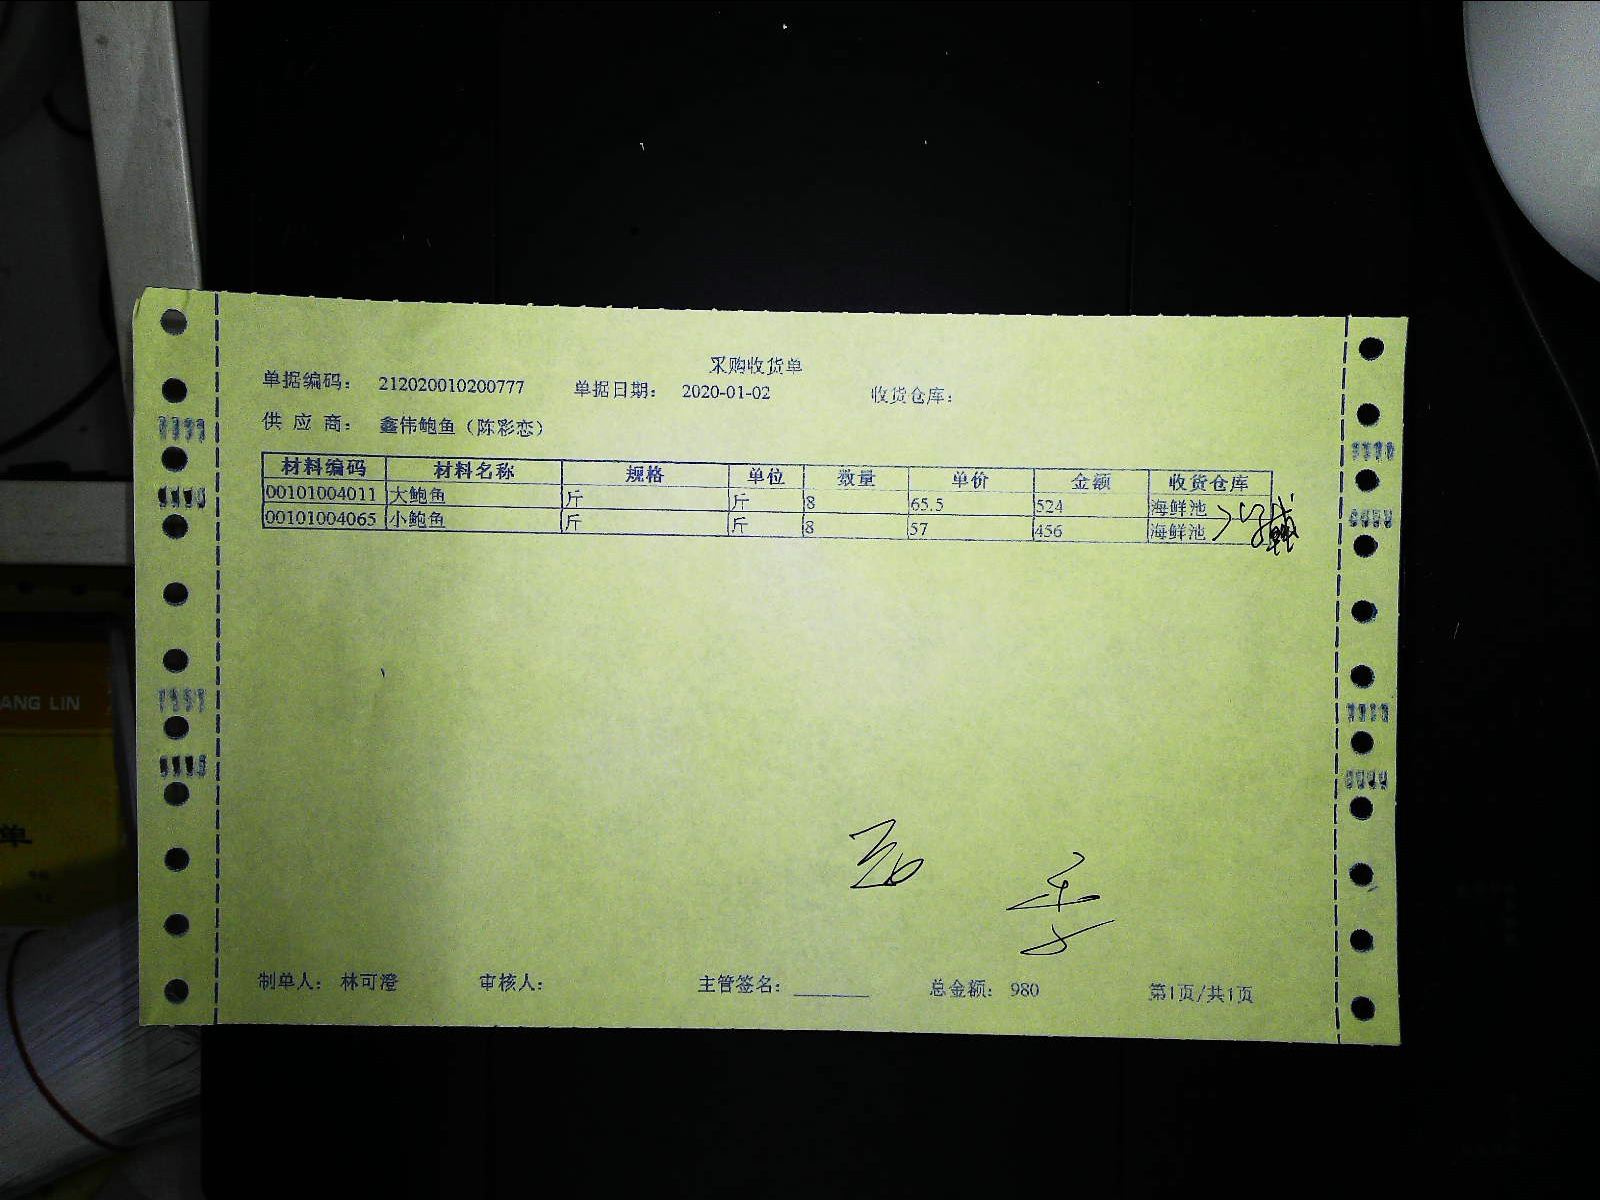 采购收货单
单据编码： 212020010200777 单据日期： 2020-01-02 收货仓库：
供 应 商： 鑫伟鲍鱼（陈彩恋）
材料编码 材料名称 规格 单位 数量 单价 金额 收货仓库
00101004011 大鲍鱼 斤 斤 8 65.5 524 海鲜池
00101004065 小鲍鱼 斤 斤 8 57 456 海鲜池
制单人： 林可澄 审核人： 主管签名： 总金额： 980 第1页/共1页
ANG LIN
单